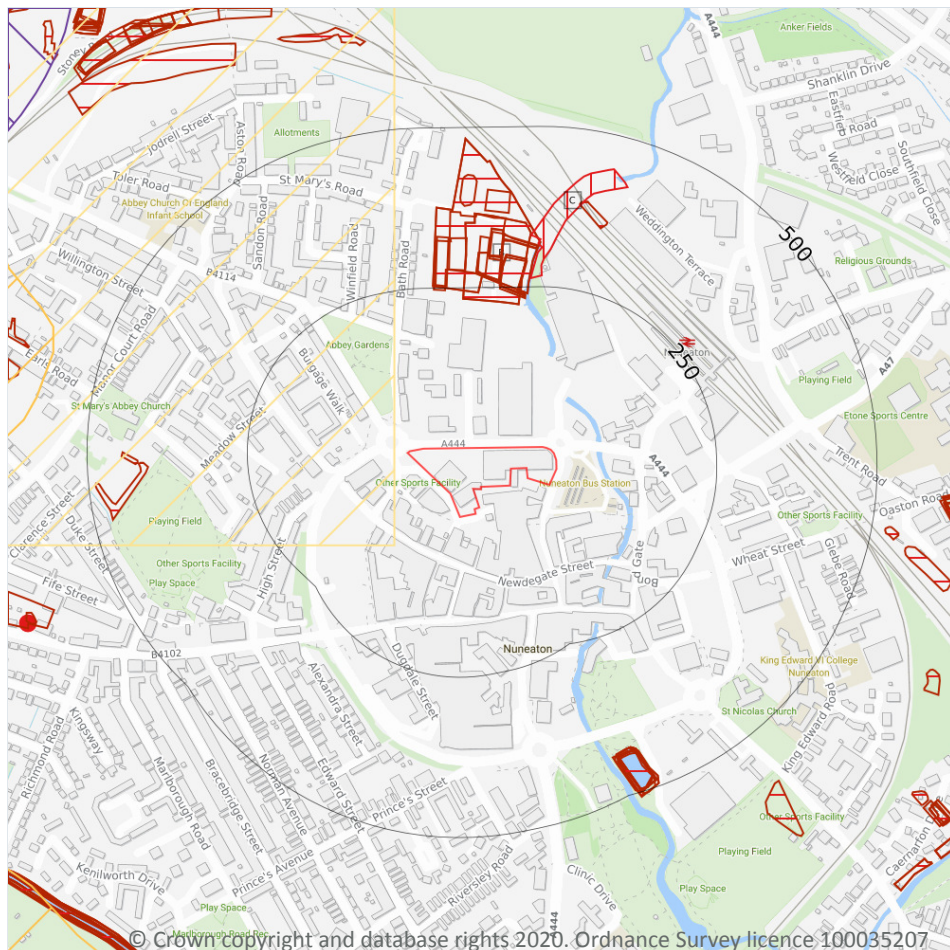 A444
Anker Fields
Stoney
Shanklin Drive
Eastfield Road
Westfield Close
Southfield Close
Jodrell Street
Allotments
Aston Road
Toler Road
St Mary's Road
Abbey Church Of England
Infant School
Sandon Road
Winfield Road
Bath Road
C
Weddington Terrace
500
Religious Grounds
Willington Street
B4114
Manor Court Road
Earls Road
Abbey Gardens
Burgage Walk
250
A47
Playing Field
Etone Sports Centre
St Mary's Abbey Church
Meadow Street
A444
A444
Trent Road
Other Sports Facility
Nuneaton Bus Station
Oaston Road
Clarence Street
Duke Street
Playing Field
Other Sports Facility
Play Space
High Street
Other Sports Facility
Glebe Road
Wheat Street
Newdegate Street
Bond Gate
Fife Street
B4102
Nuneaton
King Edward VI College
Nuneaton
Dugdale Street
Alexandra Street
St Nicolas Church
King Edward Road
Richmond Road
Kingsway
Marlborough Road
Bracebridge Street
Norman Avenue
Edward Street
Prince's Street
Other Sports Facility
Playing Field
Prince's Avenue
Riversley Road
Clinic Drive
Kenilworth Drive
Play Space
Play Space
Caernarfon
Marlborough Road Rec
A444
© Crown copyright and database rights 2020. Ordnance Survey licence 100035207